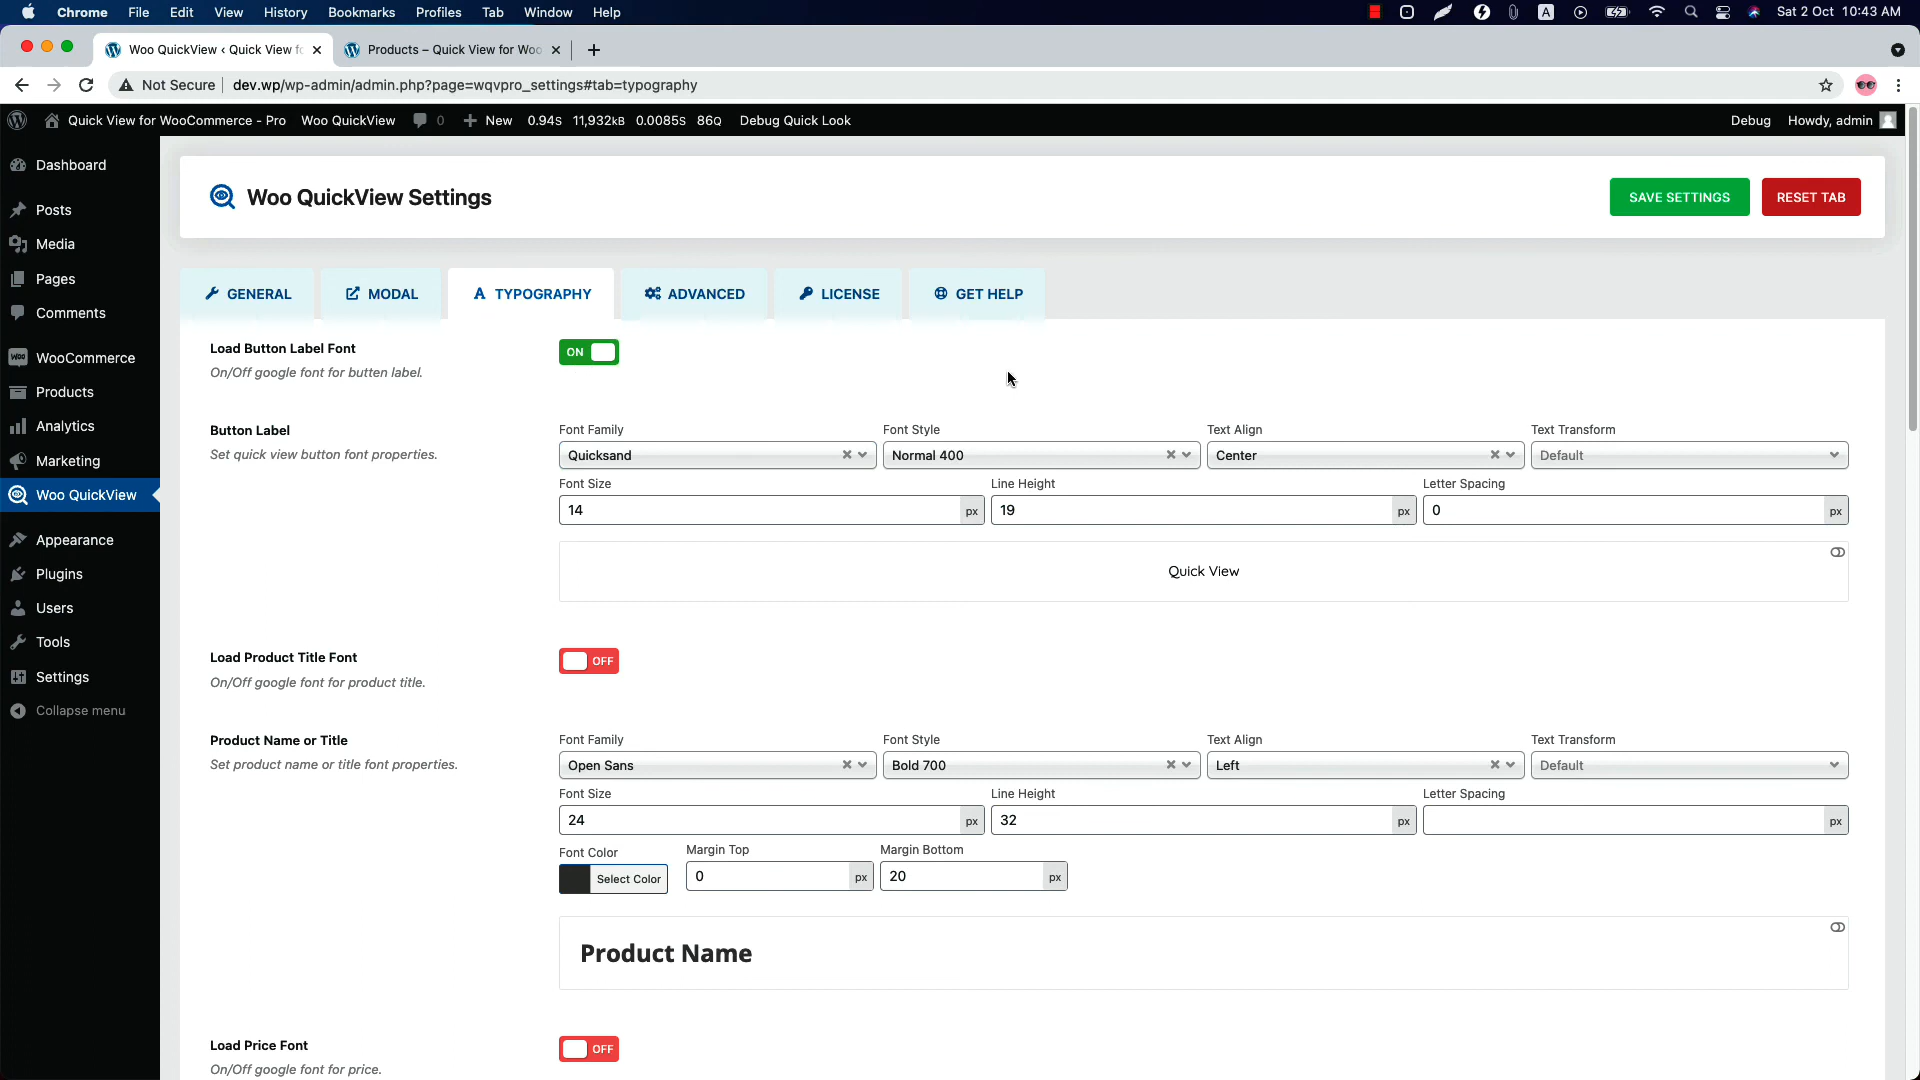 Chrome File Edit View History Bookmarks Profiles Tab Window Help A Sat 2 Oct 10:43 AM
Woo QuickView ‹ Quick View fo Products – Quick View for Woo
Not Secure dev.wp/wp-admin/admin.php?page=wqvpro_settings#tab=typography
Quick View for WooCommerce - Pro Woo QuickView 0 New 0.94S 11,932KB 0.0085S 86Q Debug Quick Look Debug Howdy, admin
Dashboard
Posts
Media
Pages
Comments
WooCommerce
Products
Analytics
Marketing
Woo QuickView
Appearance
Plugins
Users
Tools
Settings
Collapse menu
Woo QuickView Settings
SAVE SETTINGS RESET TAB
GENERAL MODAL TYPOGRAPHY ADVANCED LICENSE GET HELP
Load Button Label Font
On/Off google font for butten label.
ON
Button Label
Set quick view button font properties.
Font Family Font Style Text Align Text Transform
Quicksand Normal 400 Center Default
Font Size Line Height Letter Spacing
14 px 19 px 0 px
Quick View
Load Product Title Font
On/Off google font for product title.
OFF
Product Name or Title
Set product name or title font properties.
Font Family Font Style Text Align Text Transform
Open Sans Bold 700 Left Default
Font Size Line Height Letter Spacing
24 px 32 px px
Font Color Margin Top Margin Bottom
Select Color 0 px 20 px
Product Name
Load Price Font
On/Off google font for price.
OFF